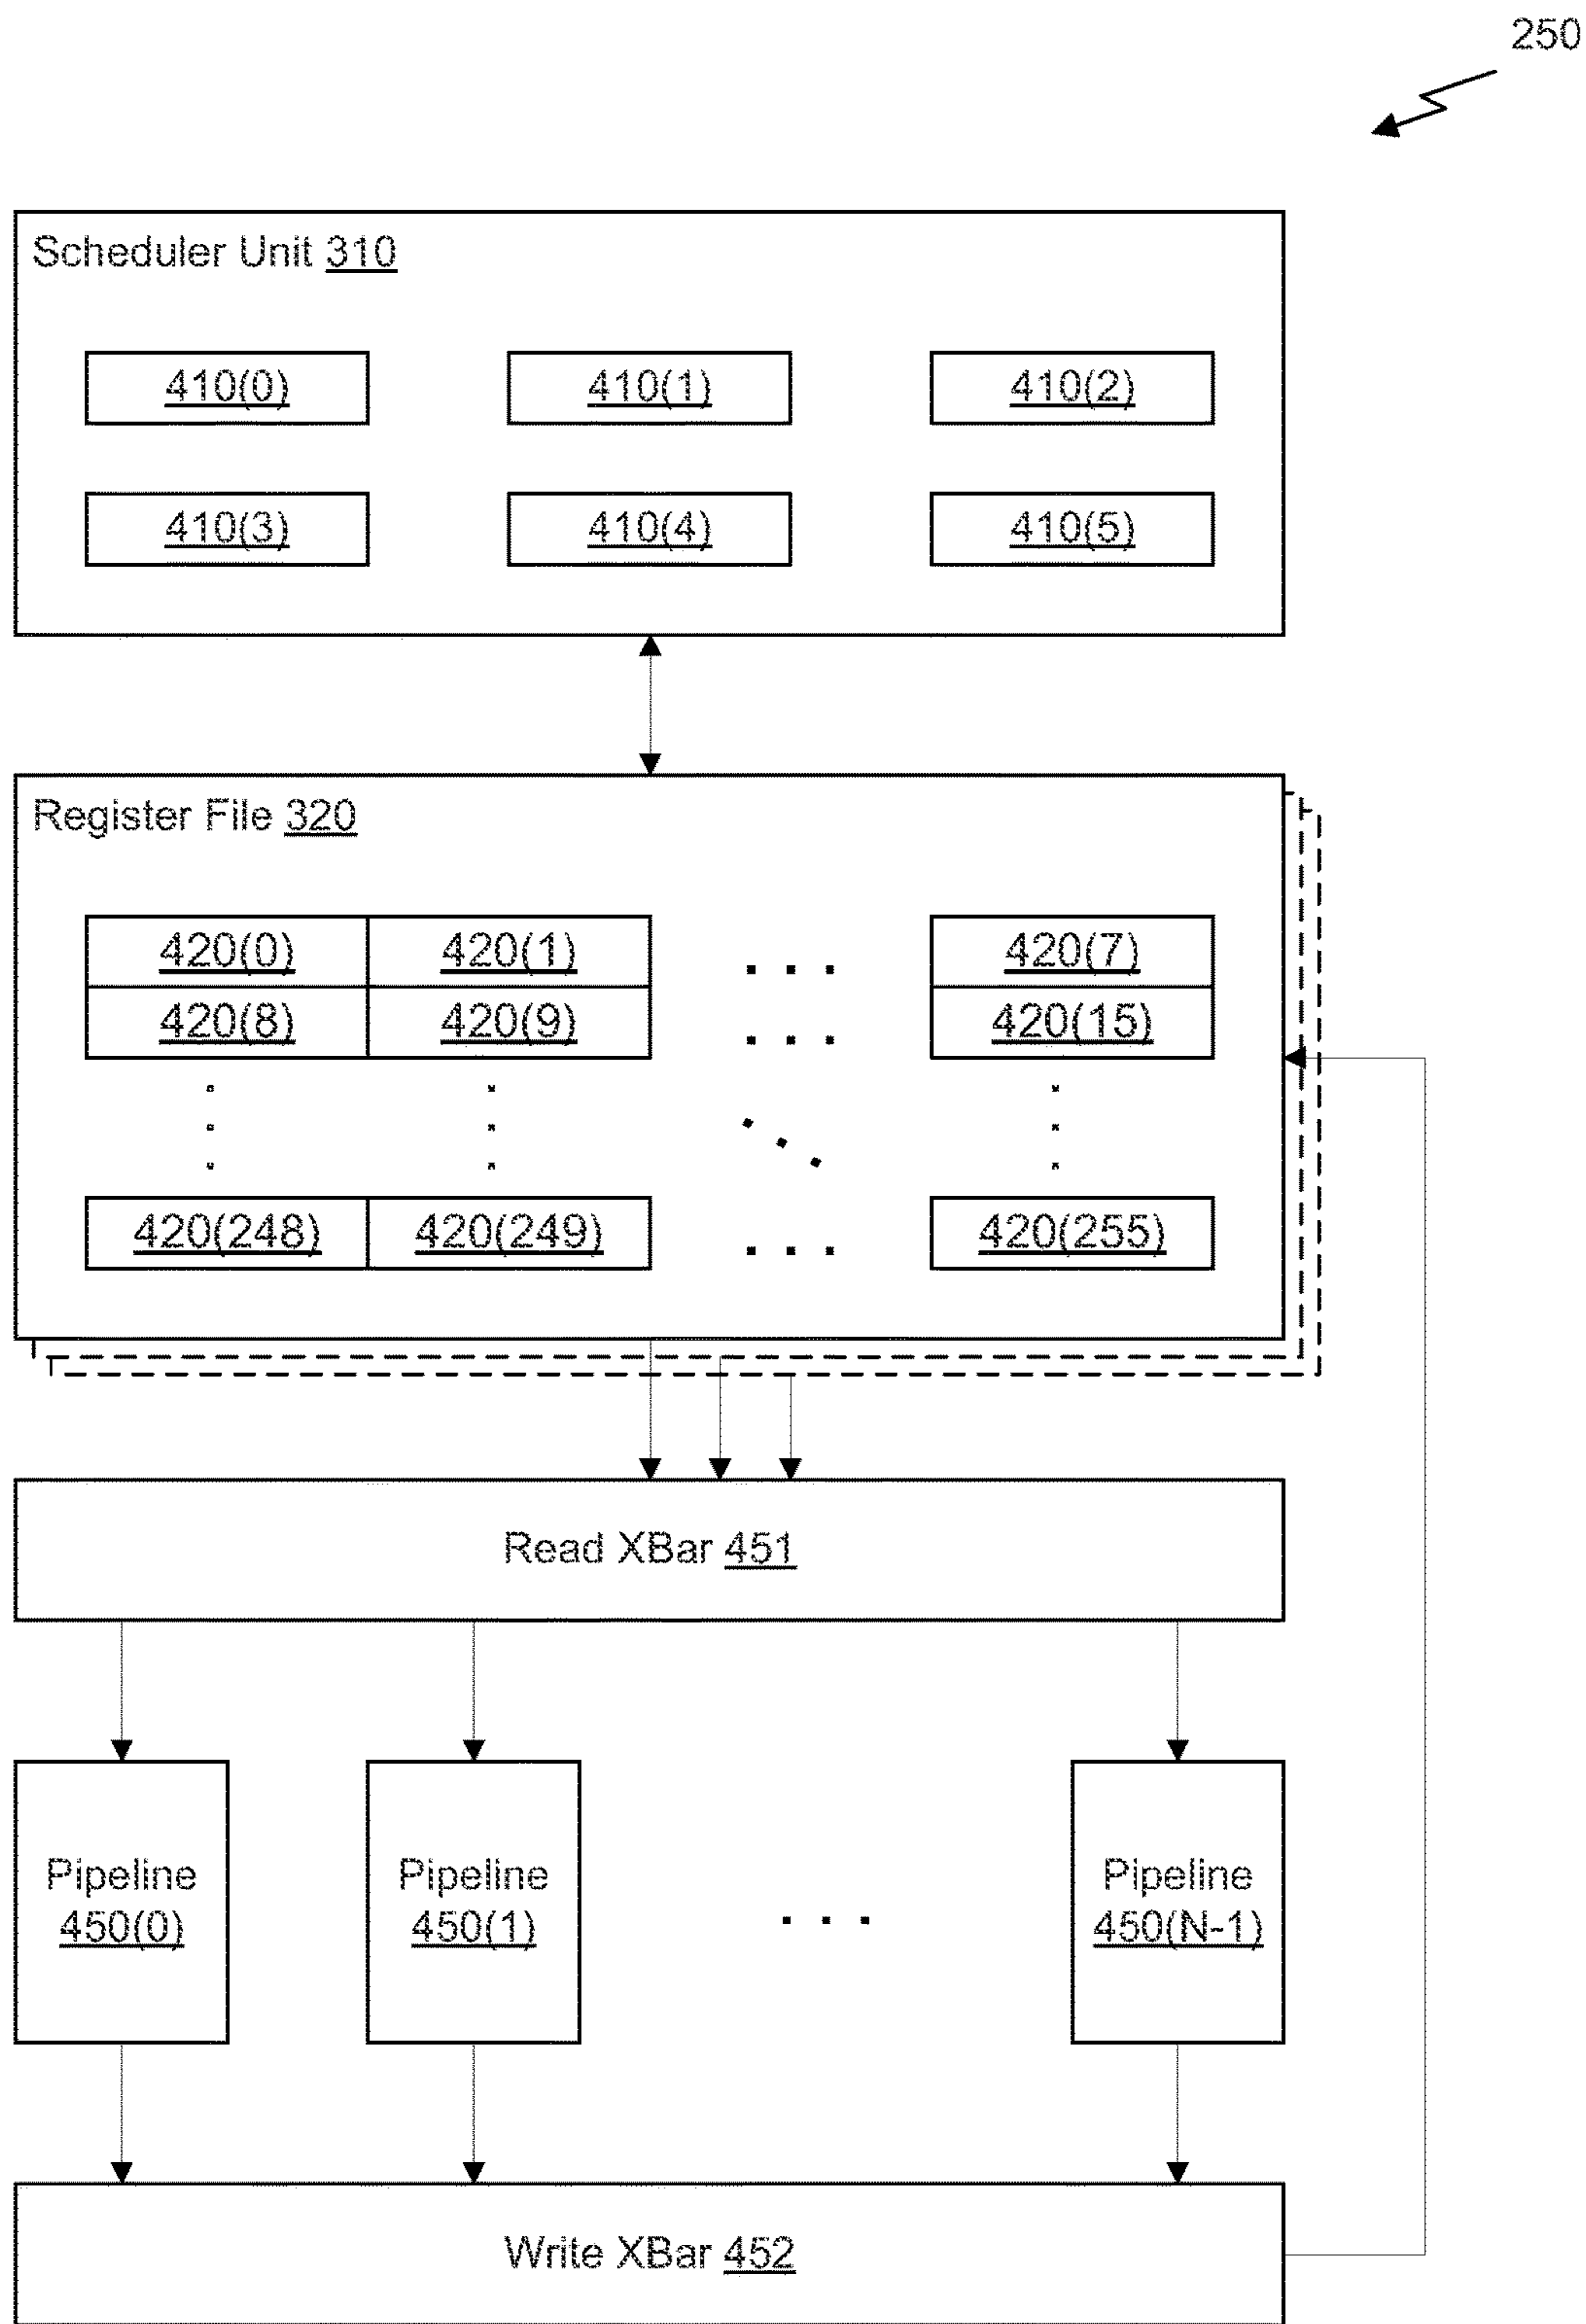 250
Scheduler Unit 310
410(0) 410(1) 410(2)
410(3) 410(4) 410(5)
Register File 320
420(0) 420(1) . . . 420(7)
420(8) 420(9) . . . 420(15)
420(248) 420(249) . . . 420(255)
Read XBar 451
Pipeline 450(0)
Pipeline 450(1)
. . .
Pipeline 450(N-1)
Write XBar 452